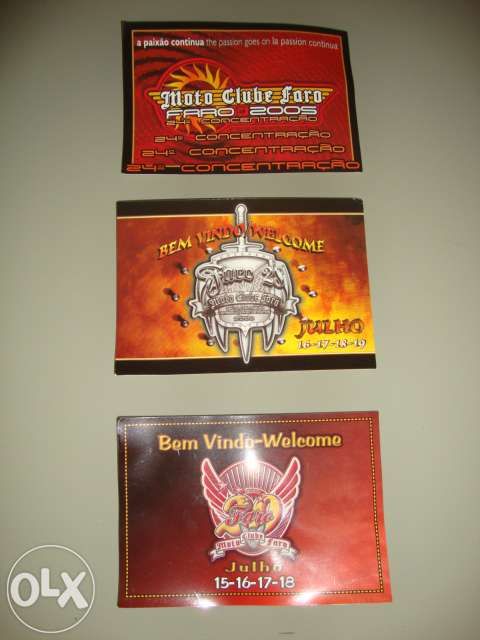 a paixão continua the passion goes on la passion continua
Moto Clube Faro
FARO 2005
24ª CONCENTRAÇÃO
24ª CONCENTRAÇÃO
24ª CONCENTRAÇÃO
24ª CONCENTRAÇÃO
BEM VINDO WELCOME
Faro
MOTO CLUBE FARO
JULHO
16-17-18-19
Bem Vindo-Welcome
Faro
Moto Clube Faro
Julho
15-16-17-18
OLX